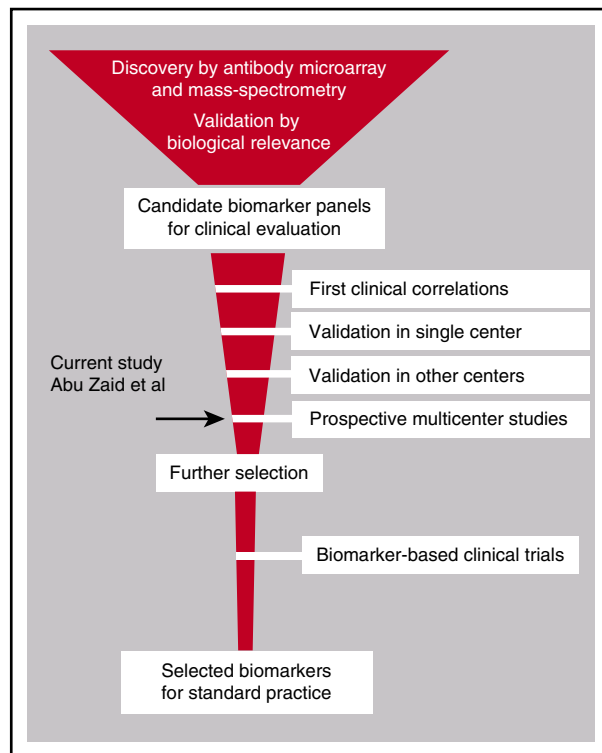 Discovery by antibody microarray
and mass-spectrometry
Validation by
biological relevance
Candidate biomarker panels
for clinical evaluation
First clinical correlations
Validation in single center
Validation in other centers
Current study
Abu Zaid et al
Prospective multicenter studies
Further selection
Biomarker-based clinical trials
Selected biomarkers
for standard practice